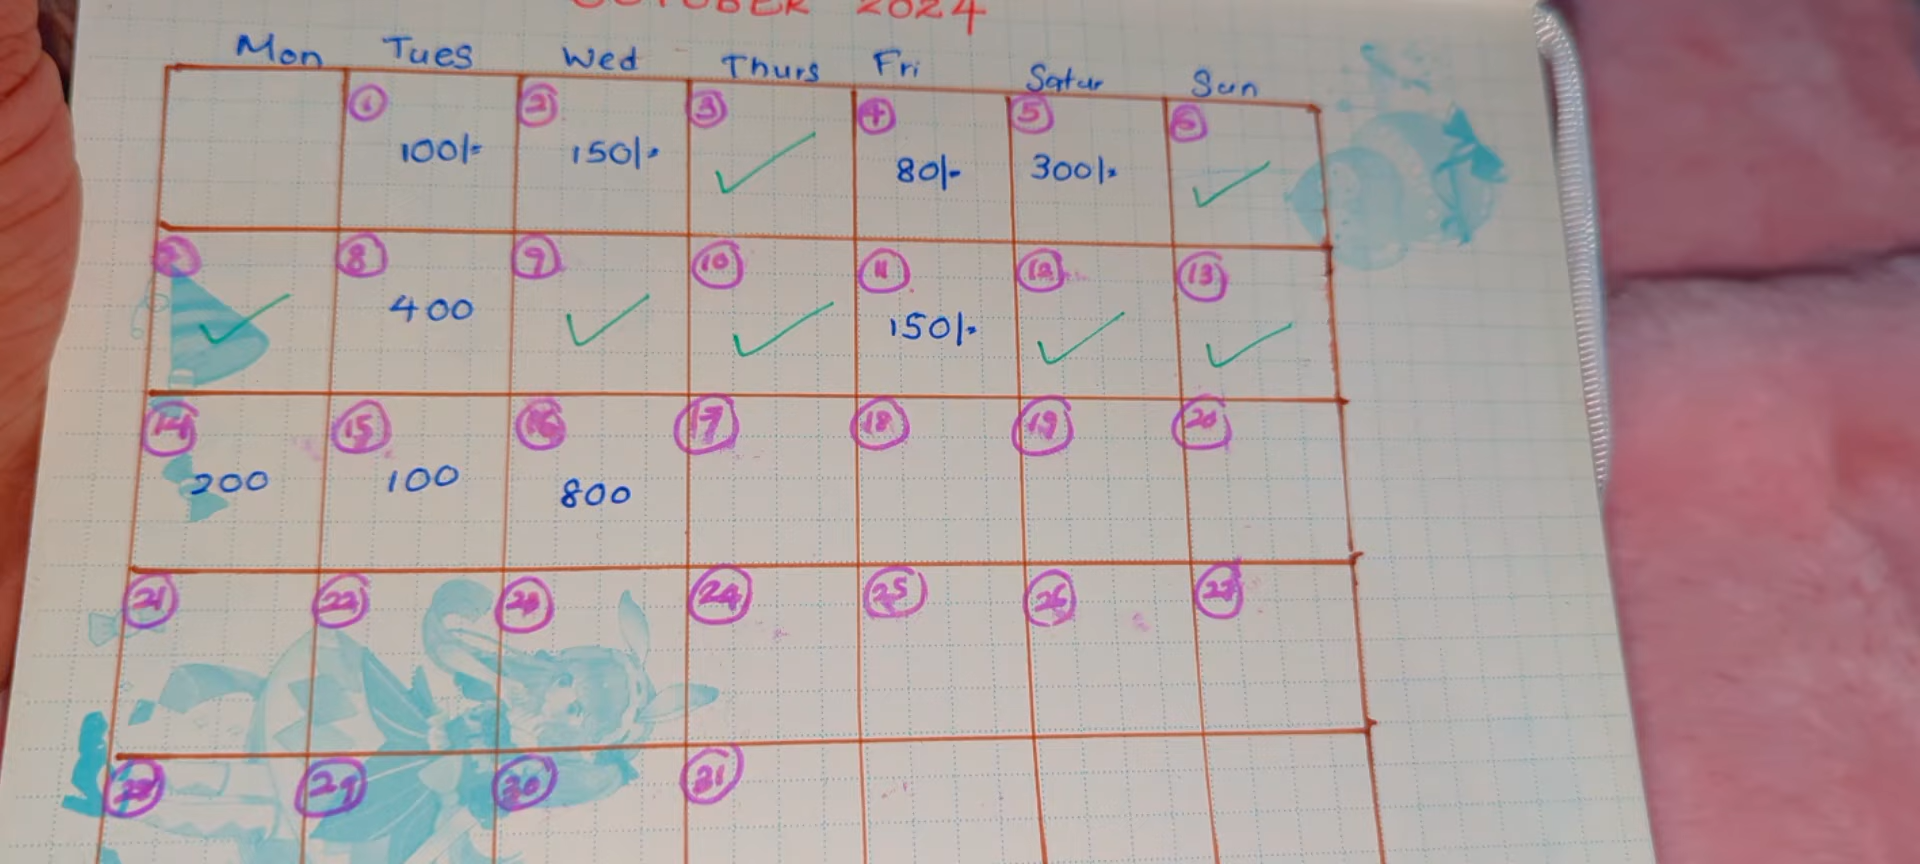 OCTOBER 2024
Mon Tues Wed Thurs Fri Satur Sun
1 2 3 4 5 6
100/- 150/- ✓ 80/- 300/- ✓
7 8 9 10 11 12 13
✓ 400 ✓ ✓ 150/- ✓ ✓
14 15 16 17 18 19 20
200 100 800
21 22 23 24 25 26 27
28 29 30 31